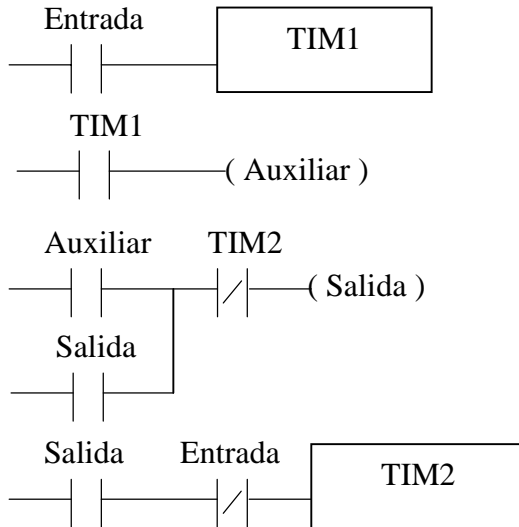 Entrada
TIM1
TIM1
( Auxiliar )
Auxiliar TIM2
( Salida )
Salida
Salida Entrada
TIM2